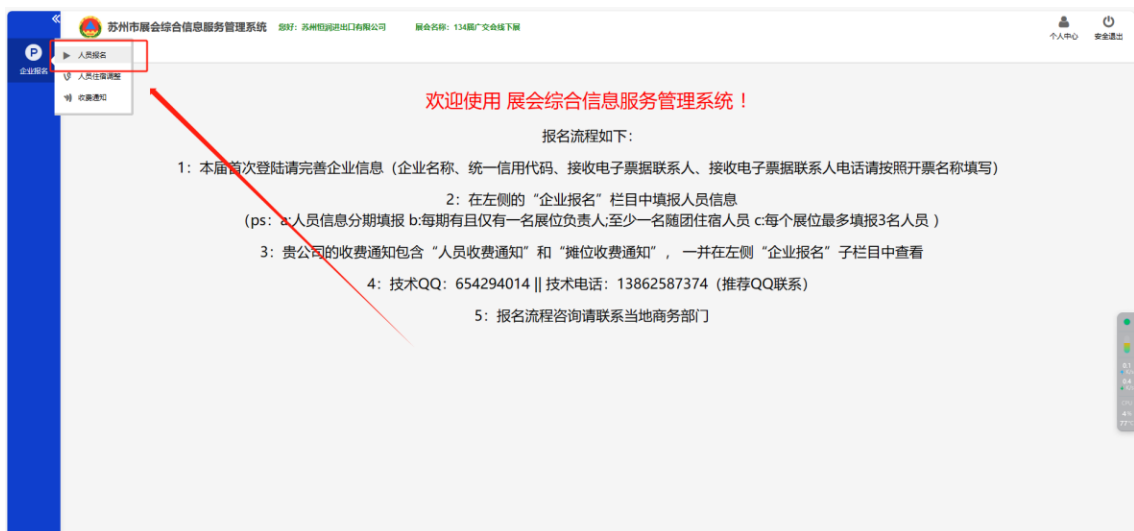 苏州市展会综合信息服务管理系统 您好：苏州恒润进出口有限公司 展会名称：134届广交会线下展
个人中心 安全退出
企业报名
人员报名
人员住宿调整
收费通知
欢迎使用 展会综合信息服务管理系统！
报名流程如下：
1：本届首次登陆请完善企业信息（企业名称、统一信用代码、接收电子票据联系人、接收电子票据联系人电话请按照开票名称填写）
2：在左侧的“企业报名”栏目中填报人员信息
（ps：a:人员信息分期填报 b:每期有且仅有一名展位负责人;至少一名随团住宿人员 c:每个展位最多填报3名人员 ）
3：贵公司的收费通知包含“人员收费通知”和“摊位收费通知”， 一并在左侧“企业报名”子栏目中查看
4：技术QQ：654294014 || 技术电话：13862587374（推荐QQ联系）
5：报名流程咨询请联系当地商务部门